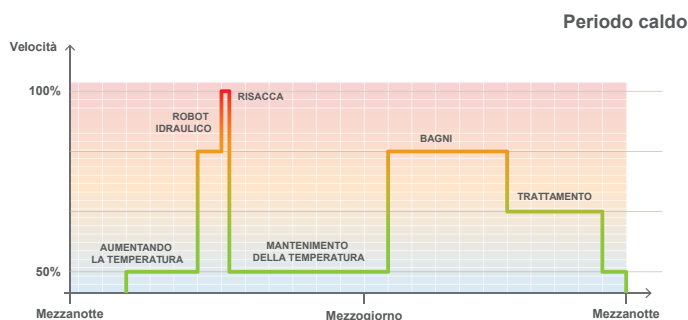 Periodo caldo
Velocità
100%
RISACCA
ROBOT
IDRAULICO
BAGNI
TRATTAMENTO
AUMENTANDO
LA TEMPERATURA
MANTENIMENTO
DELLA TEMPERATURA
50%
Mezzanotte
Mezzogiorno
Mezzanotte